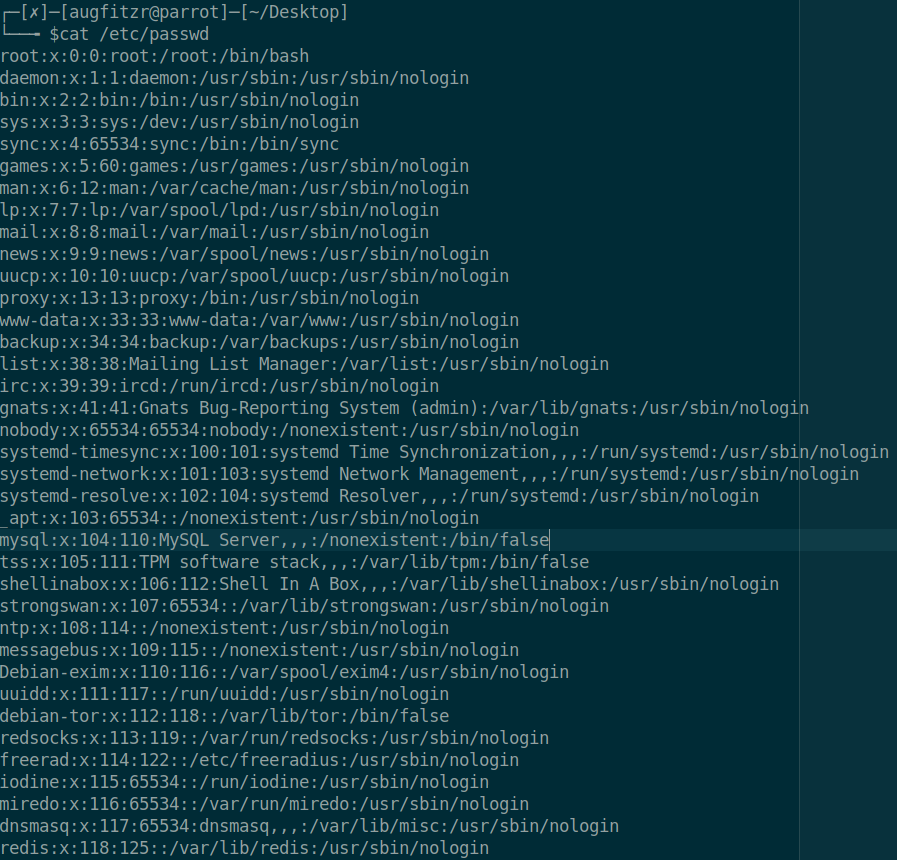 ┌─[✗]─[augfitzr@parrot]─[~/Desktop]
└──╼ $cat /etc/passwd
root:x:0:0:root:/root:/bin/bash
daemon:x:1:1:daemon:/usr/sbin:/usr/sbin/nologin
bin:x:2:2:bin:/bin:/usr/sbin/nologin
sys:x:3:3:sys:/dev:/usr/sbin/nologin
sync:x:4:65534:sync:/bin:/bin/sync
games:x:5:60:games:/usr/games:/usr/sbin/nologin
man:x:6:12:man:/var/cache/man:/usr/sbin/nologin
lp:x:7:7:lp:/var/spool/lpd:/usr/sbin/nologin
mail:x:8:8:mail:/var/mail:/usr/sbin/nologin
news:x:9:9:news:/var/spool/news:/usr/sbin/nologin
uucp:x:10:10:uucp:/var/spool/uucp:/usr/sbin/nologin
proxy:x:13:13:proxy:/bin:/usr/sbin/nologin
www-data:x:33:33:www-data:/var/www:/usr/sbin/nologin
backup:x:34:34:backup:/var/backups:/usr/sbin/nologin
list:x:38:38:Mailing List Manager:/var/list:/usr/sbin/nologin
irc:x:39:39:ircd:/run/ircd:/usr/sbin/nologin
gnats:x:41:41:Gnats Bug-Reporting System (admin):/var/lib/gnats:/usr/sbin/nologin
nobody:x:65534:65534:nobody:/nonexistent:/usr/sbin/nologin
systemd-timesync:x:100:101:systemd Time Synchronization,,,:/run/systemd:/usr/sbin/nologin
systemd-network:x:101:103:systemd Network Management,,,:/run/systemd:/usr/sbin/nologin
systemd-resolve:x:102:104:systemd Resolver,,,:/run/systemd:/usr/sbin/nologin
_apt:x:103:65534::/nonexistent:/usr/sbin/nologin
mysql:x:104:110:MySQL Server,,,:/nonexistent:/bin/false
tss:x:105:111:TPM software stack,,,:/var/lib/tpm:/bin/false
shellinabox:x:106:112:Shell In A Box,,,:/var/lib/shellinabox:/usr/sbin/nologin
strongswan:x:107:65534::/var/lib/strongswan:/usr/sbin/nologin
ntp:x:108:114::/nonexistent:/usr/sbin/nologin
messagebus:x:109:115::/nonexistent:/usr/sbin/nologin
Debian-exim:x:110:116::/var/spool/exim4:/usr/sbin/nologin
uuidd:x:111:117::/run/uuidd:/usr/sbin/nologin
debian-tor:x:112:118::/var/lib/tor:/bin/false
redsocks:x:113:119::/var/run/redsocks:/usr/sbin/nologin
freerad:x:114:122::/etc/freeradius:/usr/sbin/nologin
iodine:x:115:65534::/run/iodine:/usr/sbin/nologin
miredo:x:116:65534::/var/run/miredo:/usr/sbin/nologin
dnsmasq:x:117:65534:dnsmasq,,,:/var/lib/misc:/usr/sbin/nologin
redis:x:118:125::/var/lib/redis:/usr/sbin/nologin